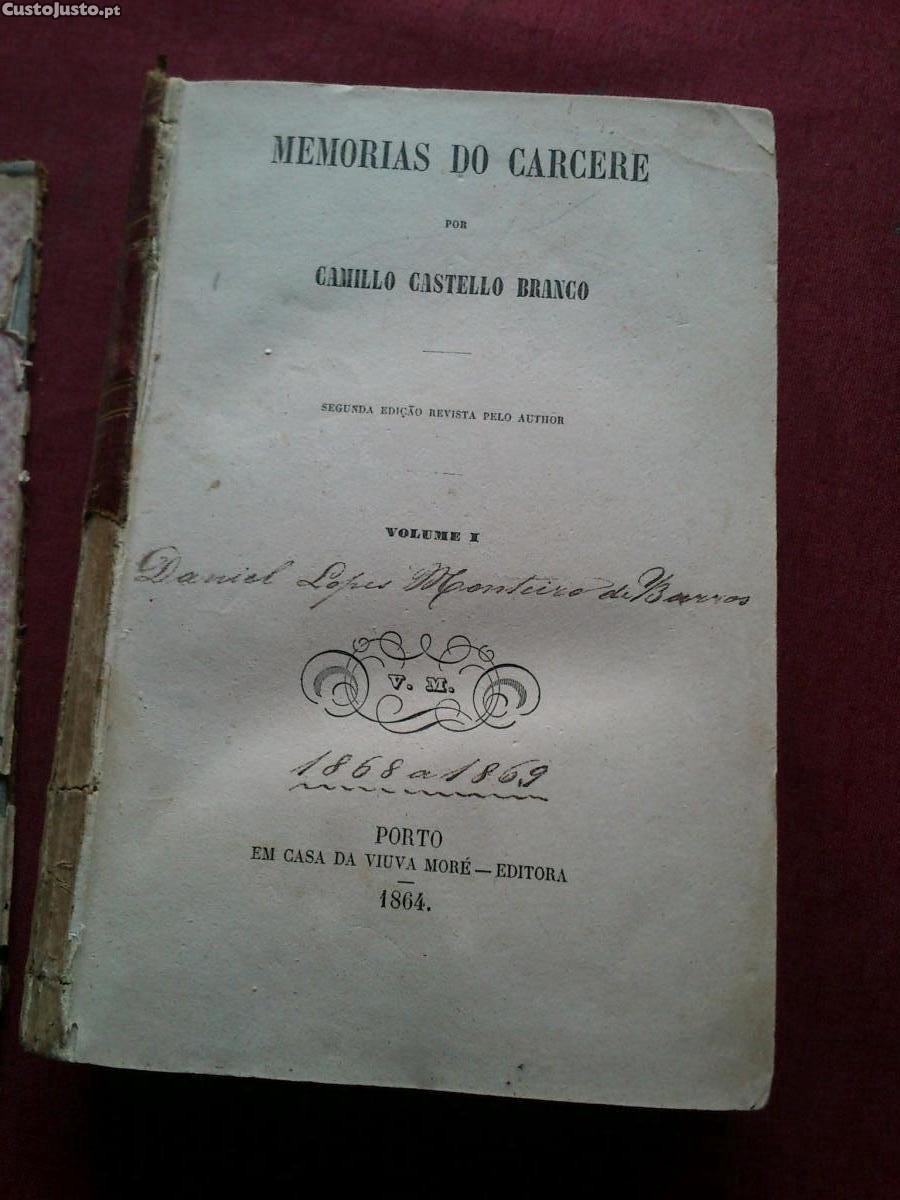 CustoJusto.pt
MEMORIAS DO CARCERE
POR
CAMILLO CASTELLO BRANCO
SEGUNDA EDIÇÃO REVISTA PELO AUTHOR
VOLUME I
Daniel Lopes Monteiro de Barros
V. M.
1868 a 1869
PORTO
EM CASA DA VIUVA MORÉ — EDITORA
1864.